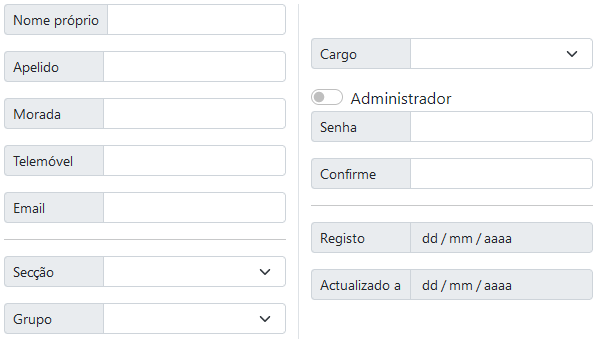 Nome próprio
Apelido
Morada
Telemóvel
Email
Secção
Grupo
Cargo
Administrador
Senha
Confirme
Registo dd / mm / aaaa
Actualizado a dd / mm / aaaa